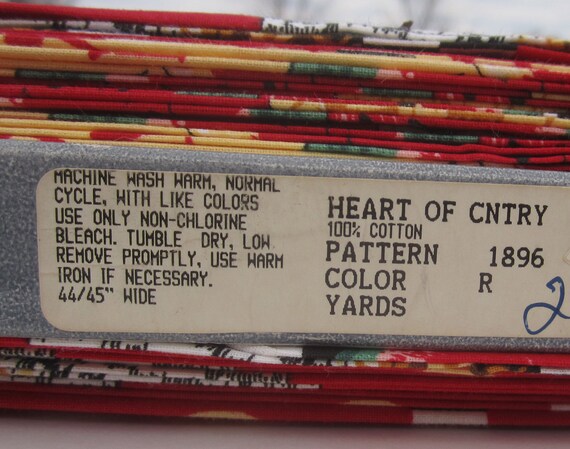 MACHINE WASH WARM, NORMAL
CYCLE, WITH LIKE COLORS
USE ONLY NON-CHLORINE
BLEACH. TUMBLE DRY, LOW
REMOVE PROMPTLY, USE WARM
IRON IF NECESSARY.
44/45" WIDE
HEART OF CNTRY
100% COTTON
PATTERN 1896
COLOR R
YARDS 2